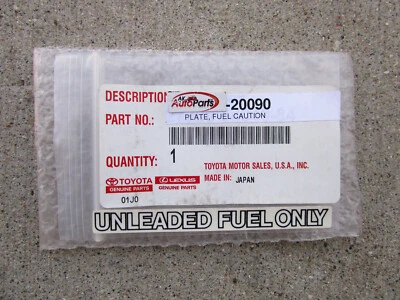 DESCRIPTION
AutoParts
-20090
PART NO.:
PLATE, FUEL CAUTION
QUANTITY: 1
TOYOTA MOTOR SALES, U.S.A., INC.
TOYOTA
GENUINE PARTS
LEXUS
GENUINE PARTS
MADE IN: JAPAN
01J0
UNLEADED FUEL ONLY